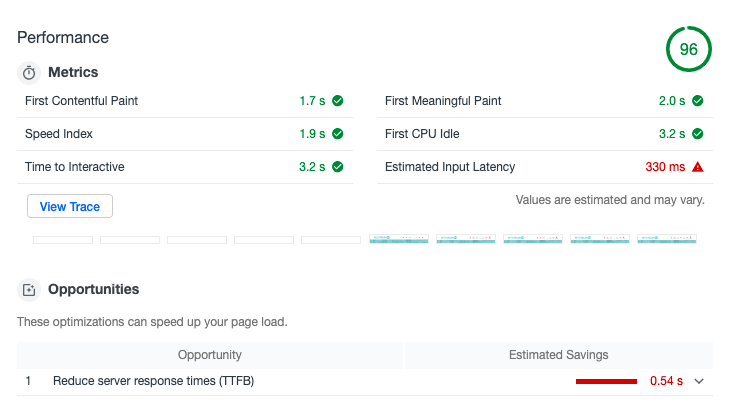 Performance
96
Metrics
First Contentful Paint 1.7 s
First Meaningful Paint 2.0 s
Speed Index 1.9 s
First CPU Idle 3.2 s
Time to Interactive 3.2 s
Estimated Input Latency 330 ms
View Trace
Values are estimated and may vary.
Opportunities
These optimizations can speed up your page load.
Opportunity Estimated Savings
1 Reduce server response times (TTFB) 0.54 s